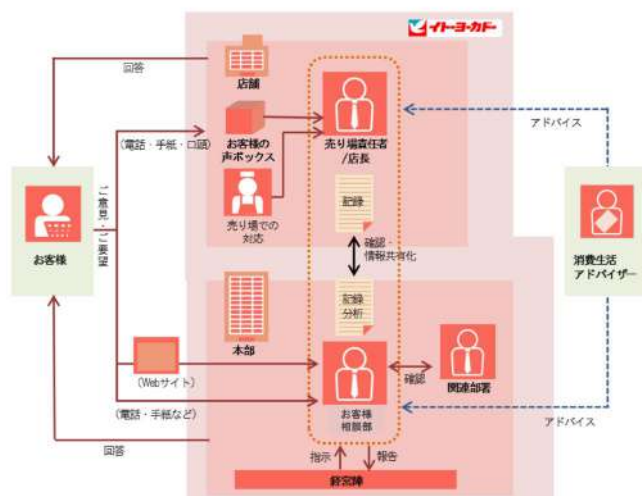 イトーヨーカドー
回答
店舗
(電話・手紙・口頭)
お客様の
声ボックス
売り場責任者
/店長
アドバイス
ご意見・ご要望
売り場での
対応
記録
お客様
確認・
情報共有化
消費生活
アドバイザー
記録
分析
本部
(Webサイト)
確認
関連部署
(電話・手紙など)
お客様
相談部
アドバイス
回答
指示
報告
経営陣